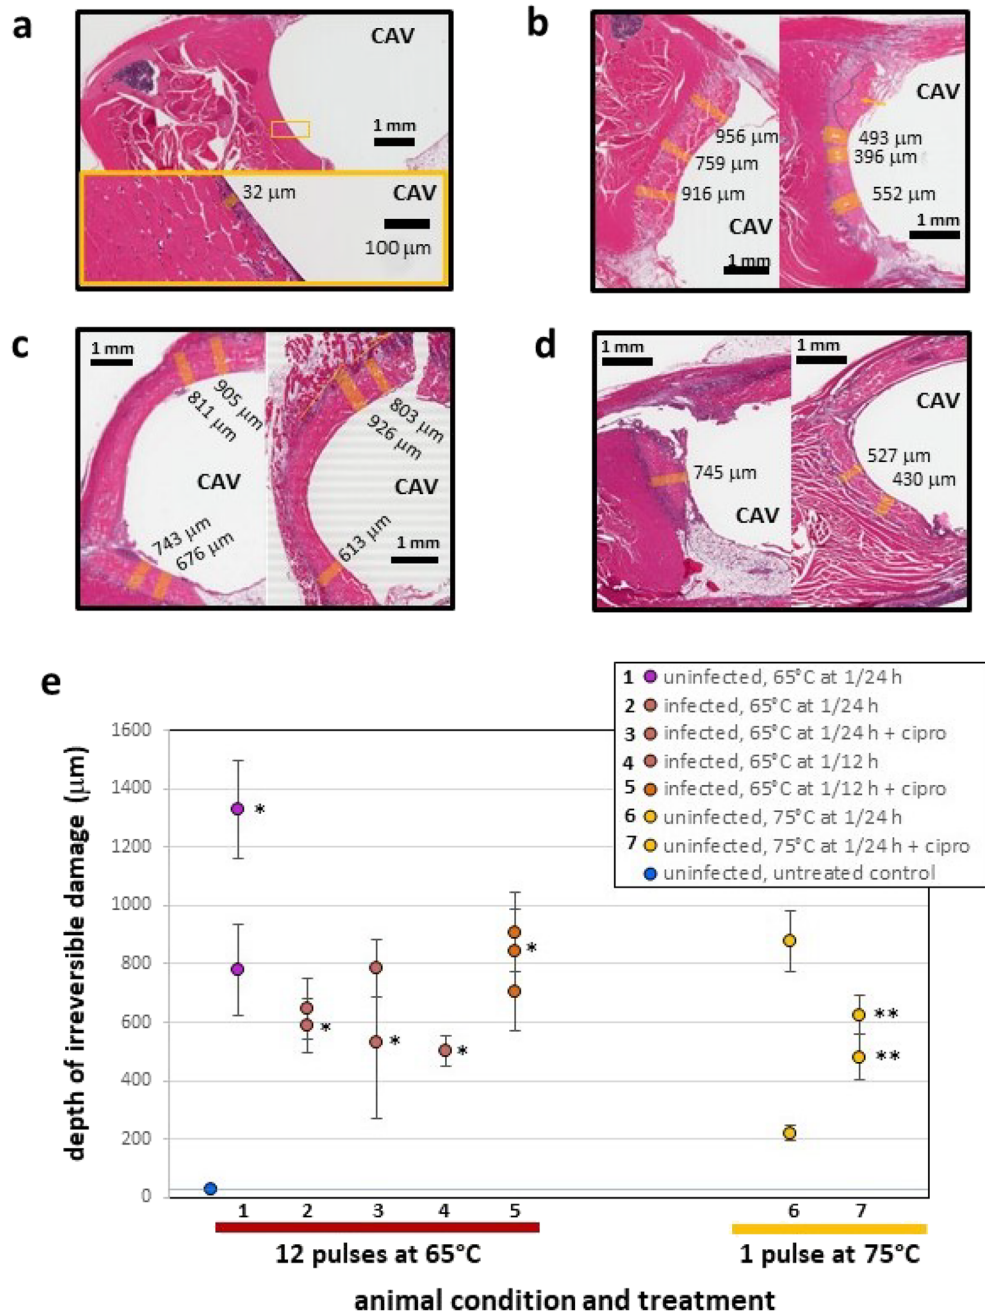 a
CAV
1 mm
32 μm
CAV
100 μm
b
956 μm
759 μm
916 μm
CAV
1 mm
CAV
493 μm
396 μm
552 μm
1 mm
c
1 mm
905 μm
811 μm
CAV
743 μm
676 μm
803 μm
926 μm
CAV
613 μm
1 mm
d
1 mm
745 μm
CAV
1 mm
CAV
527 μm
430 μm
e
1 uninfected, 65°C at 1/24 h
2 infected, 65°C at 1/24 h
3 infected, 65°C at 1/24 h + cipro
4 infected, 65°C at 1/12 h
5 infected, 65°C at 1/12 h + cipro
6 uninfected, 75°C at 1/24 h
7 uninfected, 75°C at 1/24 h + cipro
uninfected, untreated control
depth of irreversible damage (μm)
1600
1400
1200
1000
800
600
400
200
0
*
*
*
*
*
**
**
1 2 3 4 5 6 7
12 pulses at 65°C 1 pulse at 75°C
animal condition and treatment